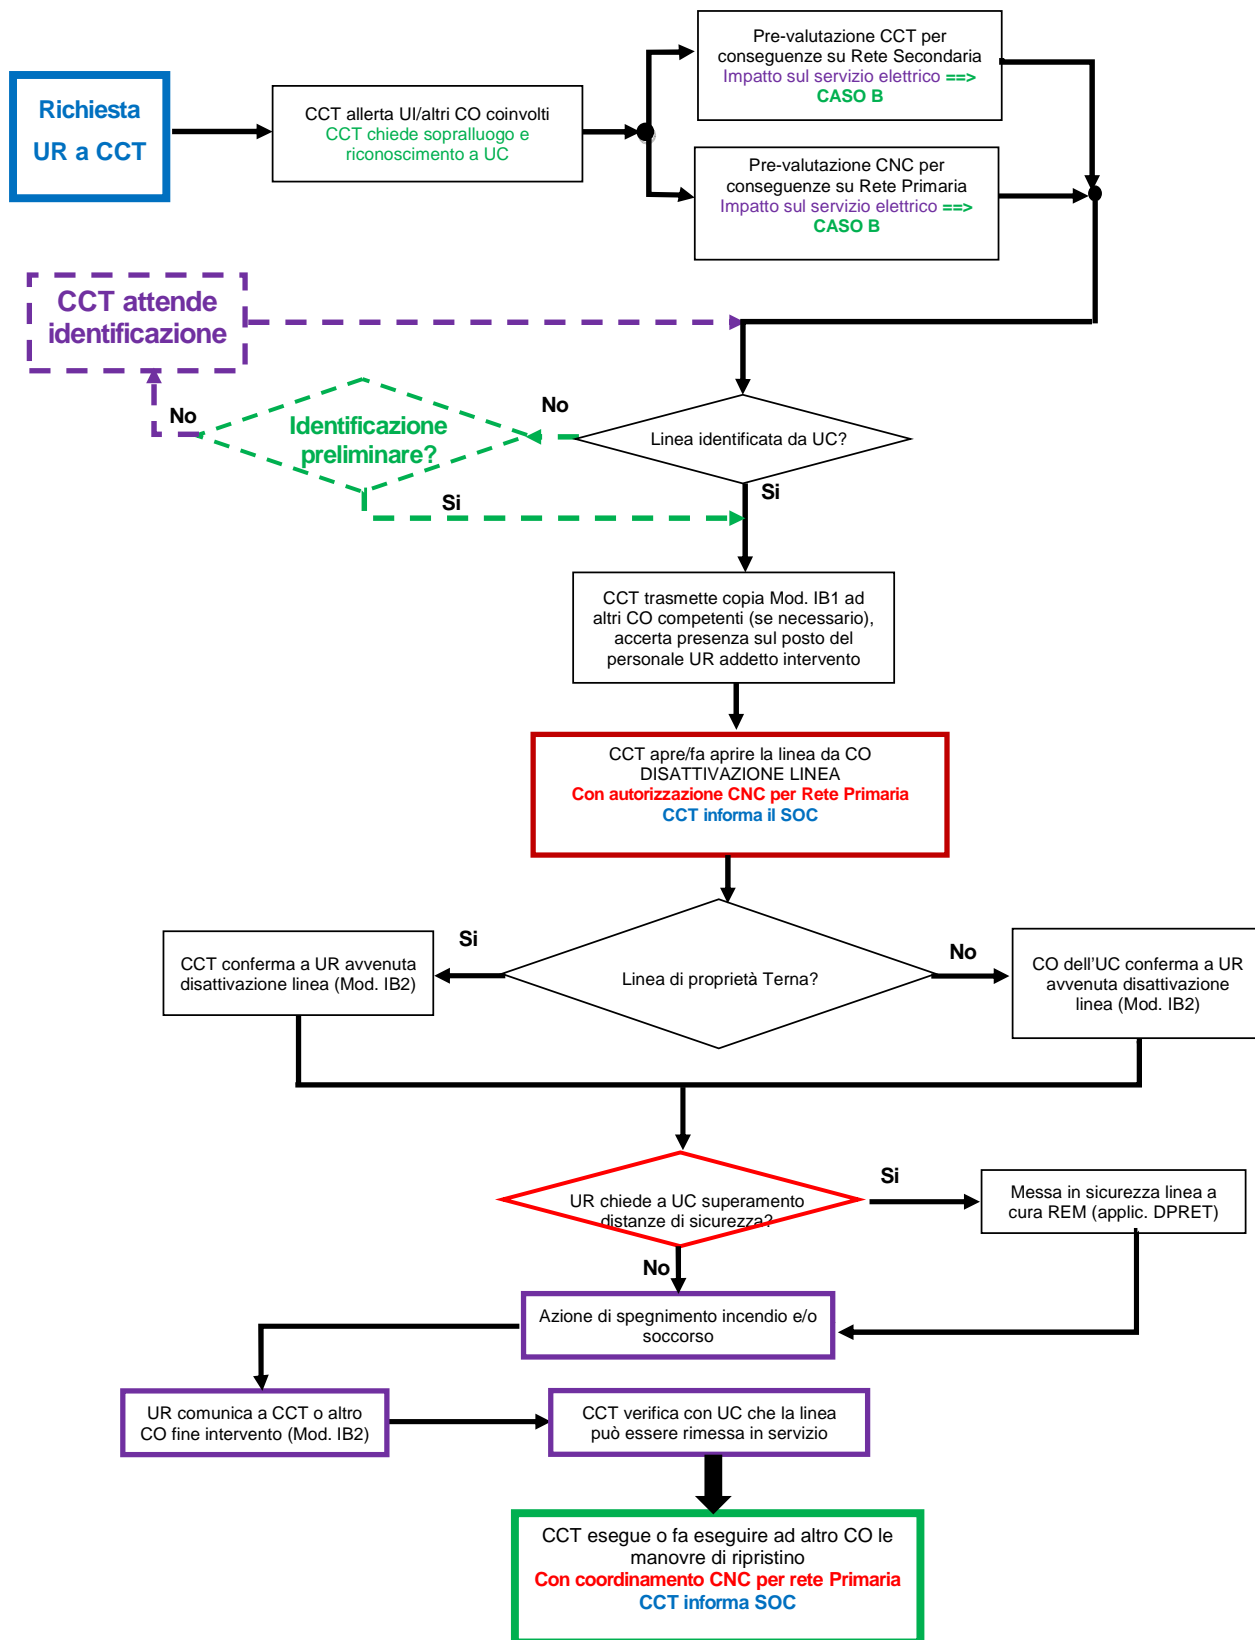 Richiesta
UR a CCT
CCT allerta UI/altri CO coinvolti
CCT chiede sopralluogo e
riconoscimento a UC
Pre-valutazione CCT per
conseguenze su Rete Secondaria
Impatto sul servizio elettrico ==>
CASO B
Pre-valutazione CNC per
conseguenze su Rete Primaria
Impatto sul servizio elettrico ==>
CASO B
CCT attende
identificazione
No
Identificazione
preliminare?
No
Linea identificata da UC?
Si
Si
CCT trasmette copia Mod. IB1 ad
altri CO competenti (se necessario),
accerta presenza sul posto del
personale UR addetto intervento
CCT apre/fa aprire la linea da CO
DISATTIVAZIONE LINEA
Con autorizzazione CNC per Rete Primaria
CCT informa il SOC
Si
CCT conferma a UR avvenuta
disattivazione linea (Mod. IB2)
Linea di proprietà Terna?
No
CO dell'UC conferma a UR
avvenuta disattivazione
linea (Mod. IB2)
UR chiede a UC superamento
distanze di sicurezza?
Si
Messa in sicurezza linea a
cura REM (applic. DPRET)
No
Azione di spegnimento incendio e/o
soccorso
UR comunica a CCT o altro
CO fine intervento (Mod. IB2)
CCT verifica con UC che la linea
può essere rimessa in servizio
CCT esegue o fa eseguire ad altro CO le
manovre di ripristino
Con coordinamento CNC per rete Primaria
CCT informa SOC